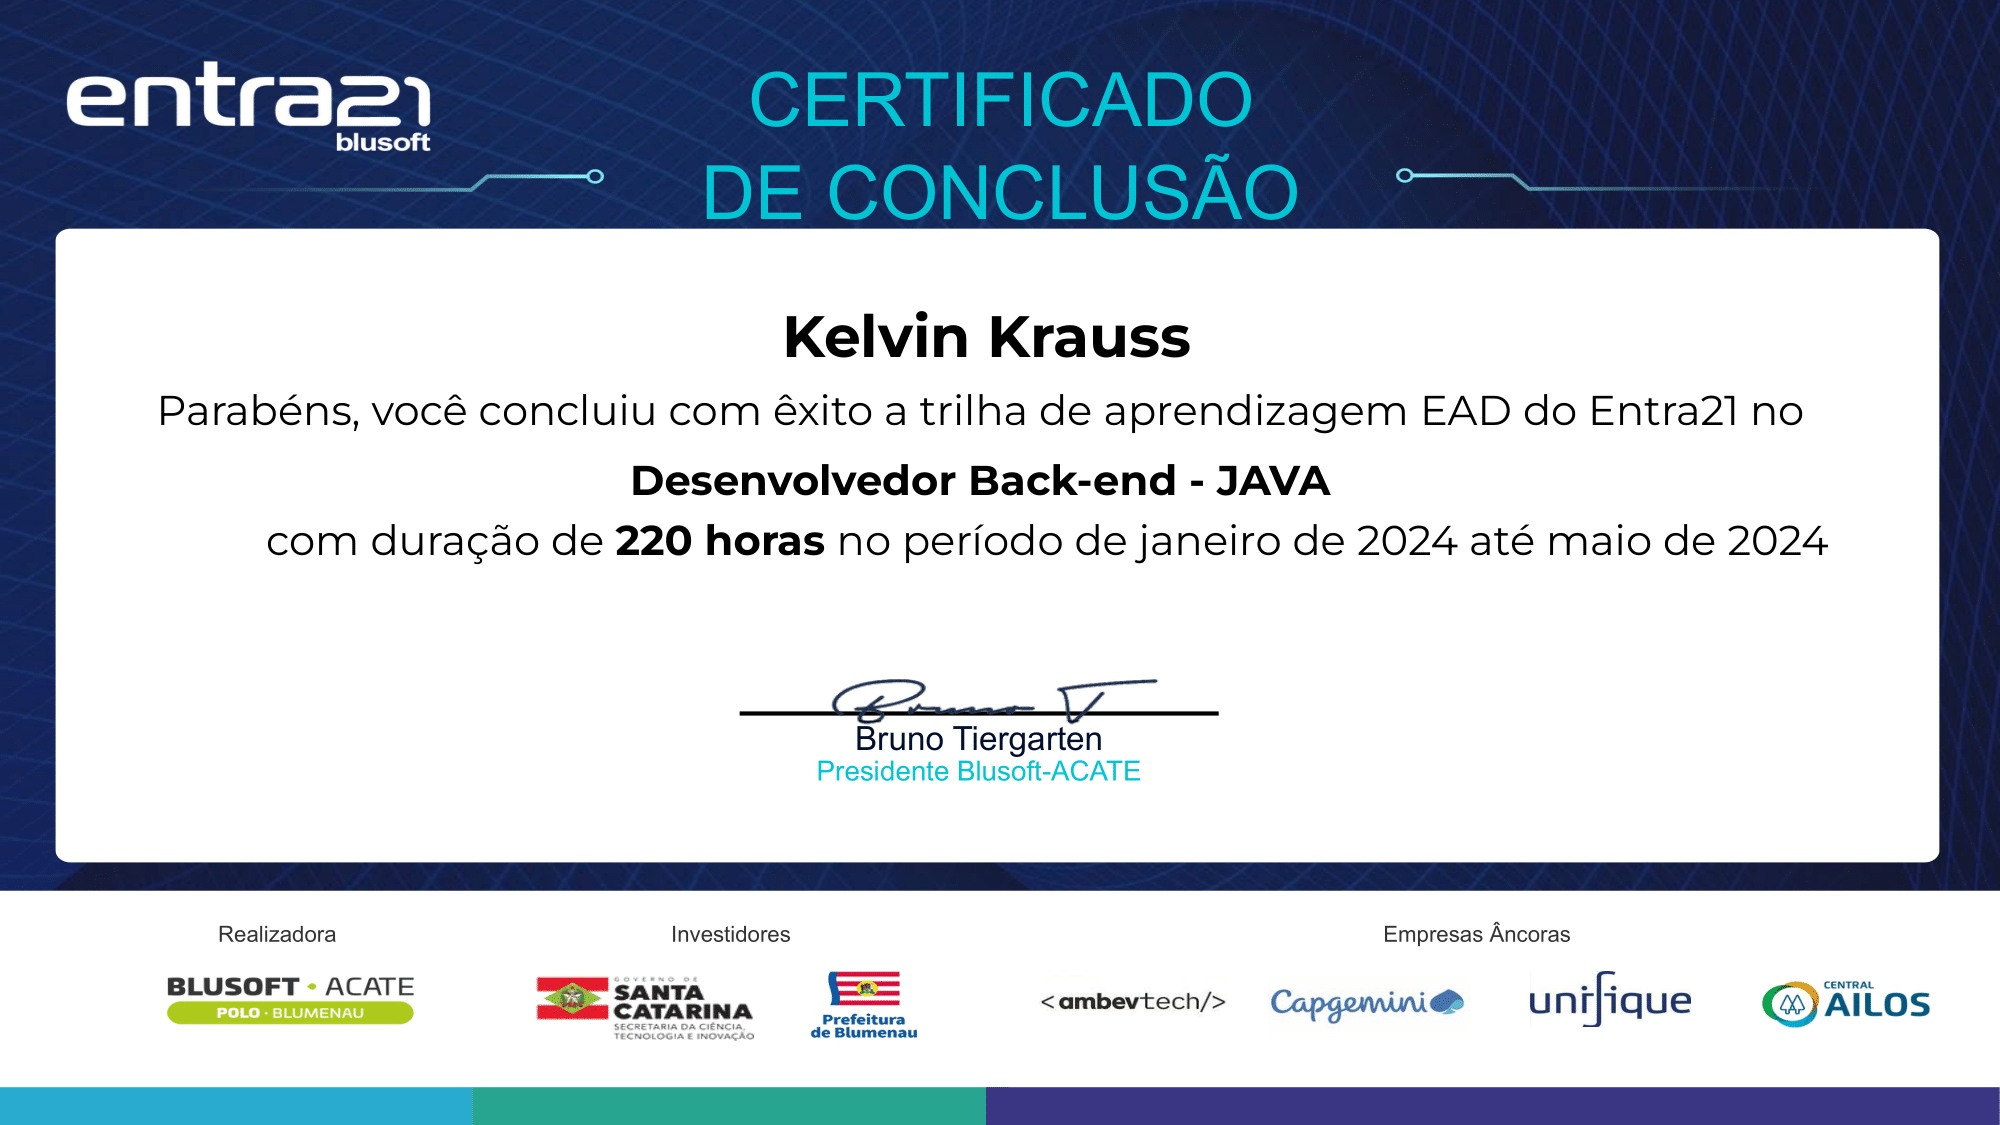 entra21
blusoft
CERTIFICADO
DE CONCLUSÃO
Kelvin Krauss
Parabéns, você concluiu com êxito a trilha de aprendizagem EAD do Entra21 no
Desenvolvedor Back-end - JAVA
com duração de 220 horas no período de janeiro de 2024 até maio de 2024
Bruno T
Bruno Tiergarten
Presidente Blusoft-ACATE
Realizadora
BLUSOFT • ACATE
POLO • BLUMENAU
Investidores
GOVERNO DE
SANTA
CATARINA
SECRETARIA DA CIÊNCIA,
TECNOLOGIA E INOVAÇÃO
Prefeitura
de Blumenau
Empresas Âncoras
<ambevtech/>
Capgemini
unifique
CENTRAL
AILOS